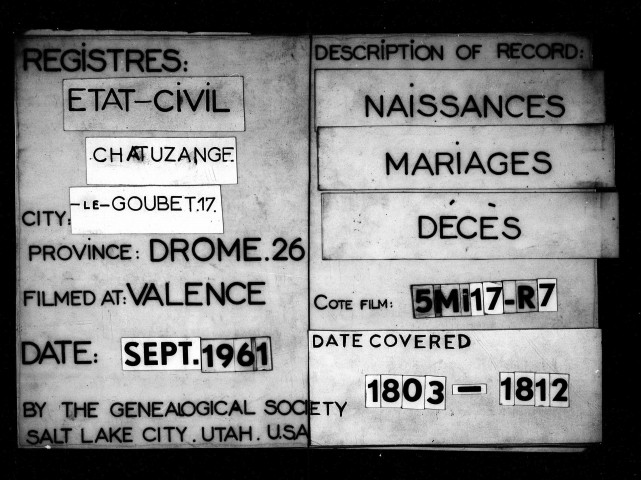 REGISTRES:
ETAT-CIVIL
CHATUZANGE.
CITY: -LE-GOUBET.17.
PROVINCE: DROME.26
FILMED AT: VALENCE
DATE: SEPT. 1961
BY THE GENEALOGICAL SOCIETY
SALT LAKE CITY. UTAH. USA
DESCRIPTION OF RECORD:
NAISSANCES
MARIAGES
DÉCÈS
COTE FILM: 5Mi17-R7
DATE COVERED
1803 - 1812